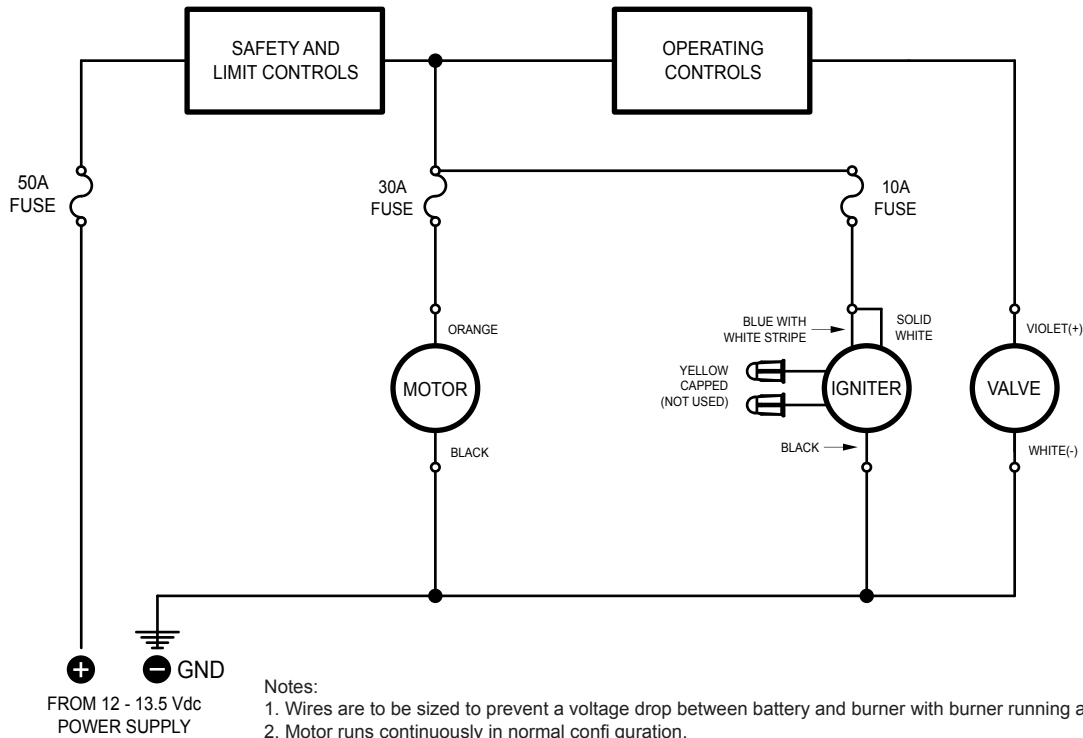 SAFETY AND
LIMIT CONTROLS
OPERATING
CONTROLS
50A
FUSE
30A
FUSE
10A
FUSE
ORANGE
BLUE WITH
WHITE STRIPE
SOLID
WHITE
VIOLET(+)
YELLOW
CAPPED
(NOT USED)
MOTOR
IGNITER
VALVE
BLACK
BLACK
WHITE(-)
+
− GND
FROM 12 - 13.5 Vdc
POWER SUPPLY
Notes:
1. Wires are to be sized to prevent a voltage drop between battery and burner with burner running a
2. Motor runs continuously in normal confi guration.